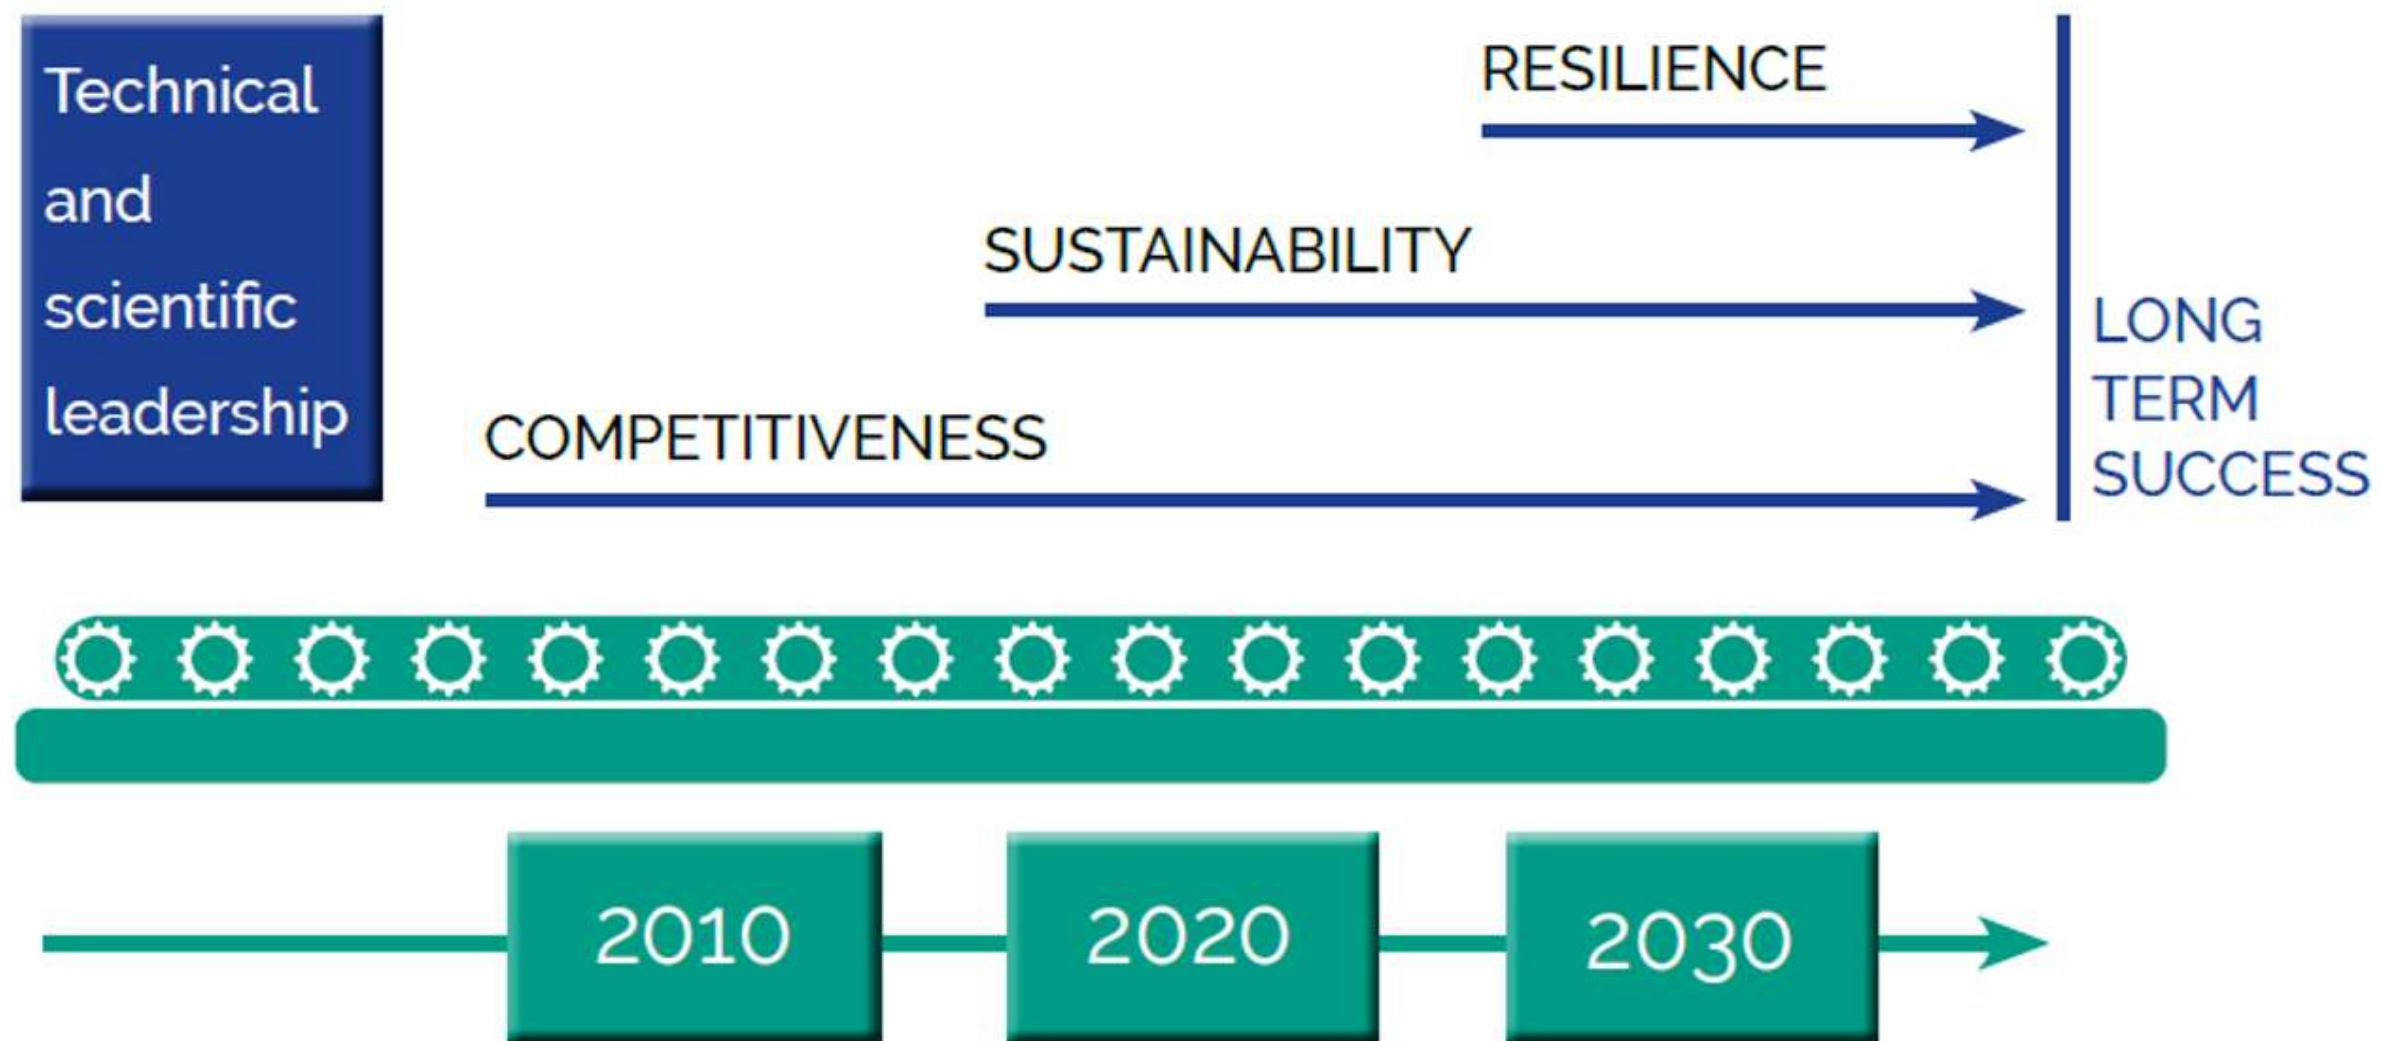 Technical
and
scientific
leadership
RESILIENCE
SUSTAINABILITY
COMPETITIVENESS
LONG
TERM
SUCCESS
2010
2020
2030